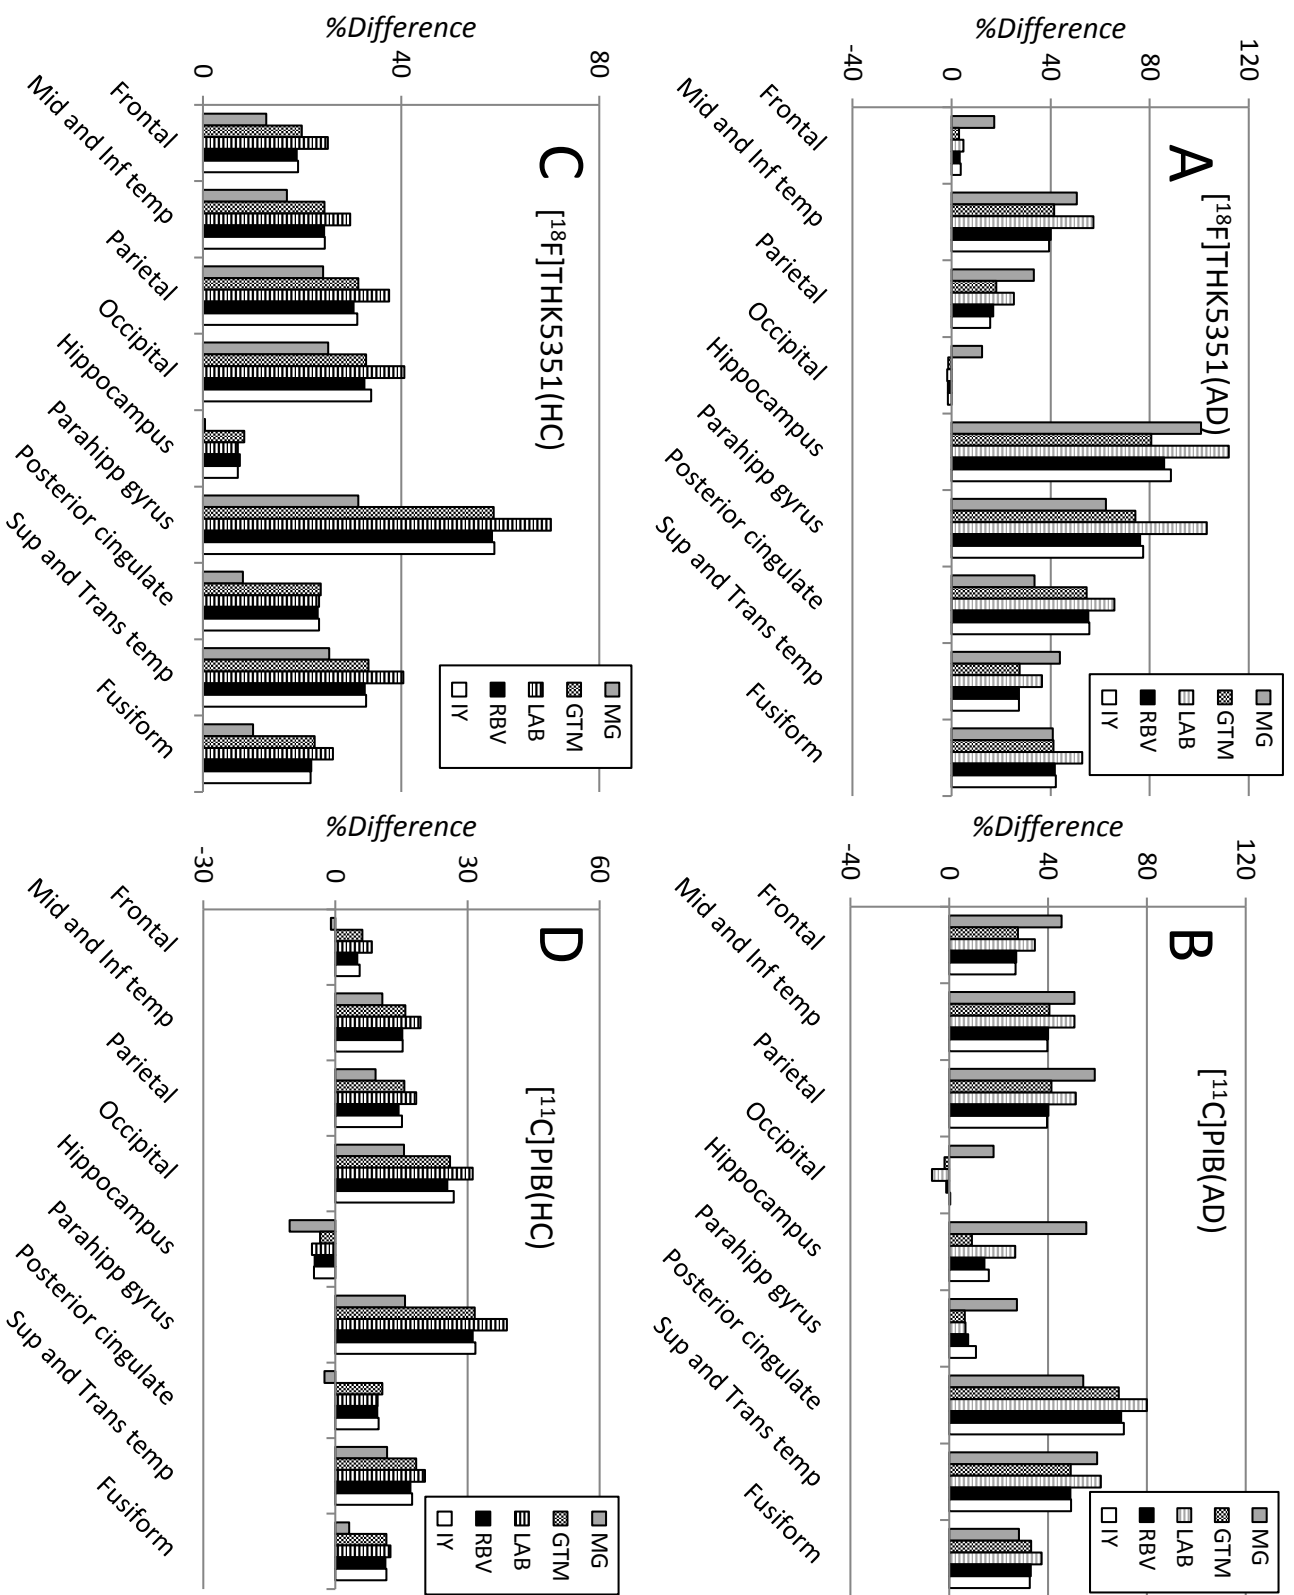 A
[18F]THK5351(AD)
%Difference
120
80
40
0
-40
MG
GTM
LAB
RBV
IY
Frontal
Mid and Inf temp
Parietal
Occipital
Hippocampus
Parahipp gyrus
Posterior cingulate
Sup and Trans temp
Fusiform
B
[11C]PIB(AD)
%Difference
120
80
40
0
-40
MG
GTM
LAB
RBV
IY
Frontal
Mid and Inf temp
Parietal
Occipital
Hippocampus
Parahipp gyrus
Posterior cingulate
Sup and Trans temp
Fusiform
C
[18F]THK5351(HC)
%Difference
80
40
0
MG
GTM
LAB
RBV
IY
Frontal
Mid and Inf temp
Parietal
Occipital
Hippocampus
Parahipp gyrus
Posterior cingulate
Sup and Trans temp
Fusiform
D
[11C]PIB(HC)
%Difference
60
30
0
-30
MG
GTM
LAB
RBV
IY
Frontal
Mid and Inf temp
Parietal
Occipital
Hippocampus
Parahipp gyrus
Posterior cingulate
Sup and Trans temp
Fusiform